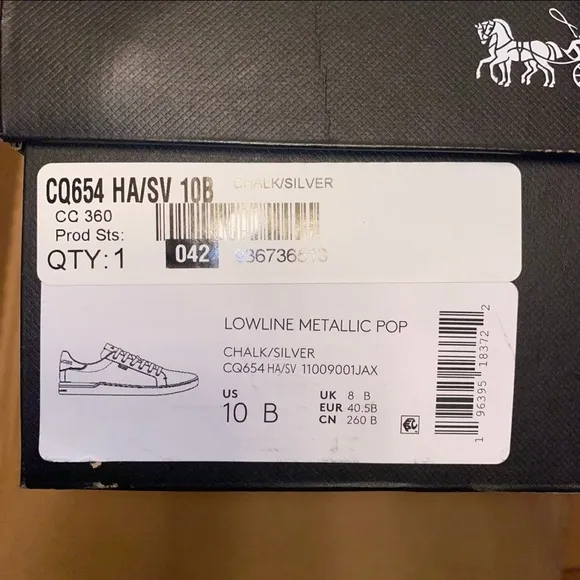 CQ654 HA/SV 10B CHALK/SILVER
CC 360
Prod Sts:
QTY: 1 042
LOWLINE METALLIC POP
CHALK/SILVER
CQ654 HA/SV 11009001JAX
US UK 8 B
10 B EUR 40.5B
CN 260 B
1 96395 18372 2